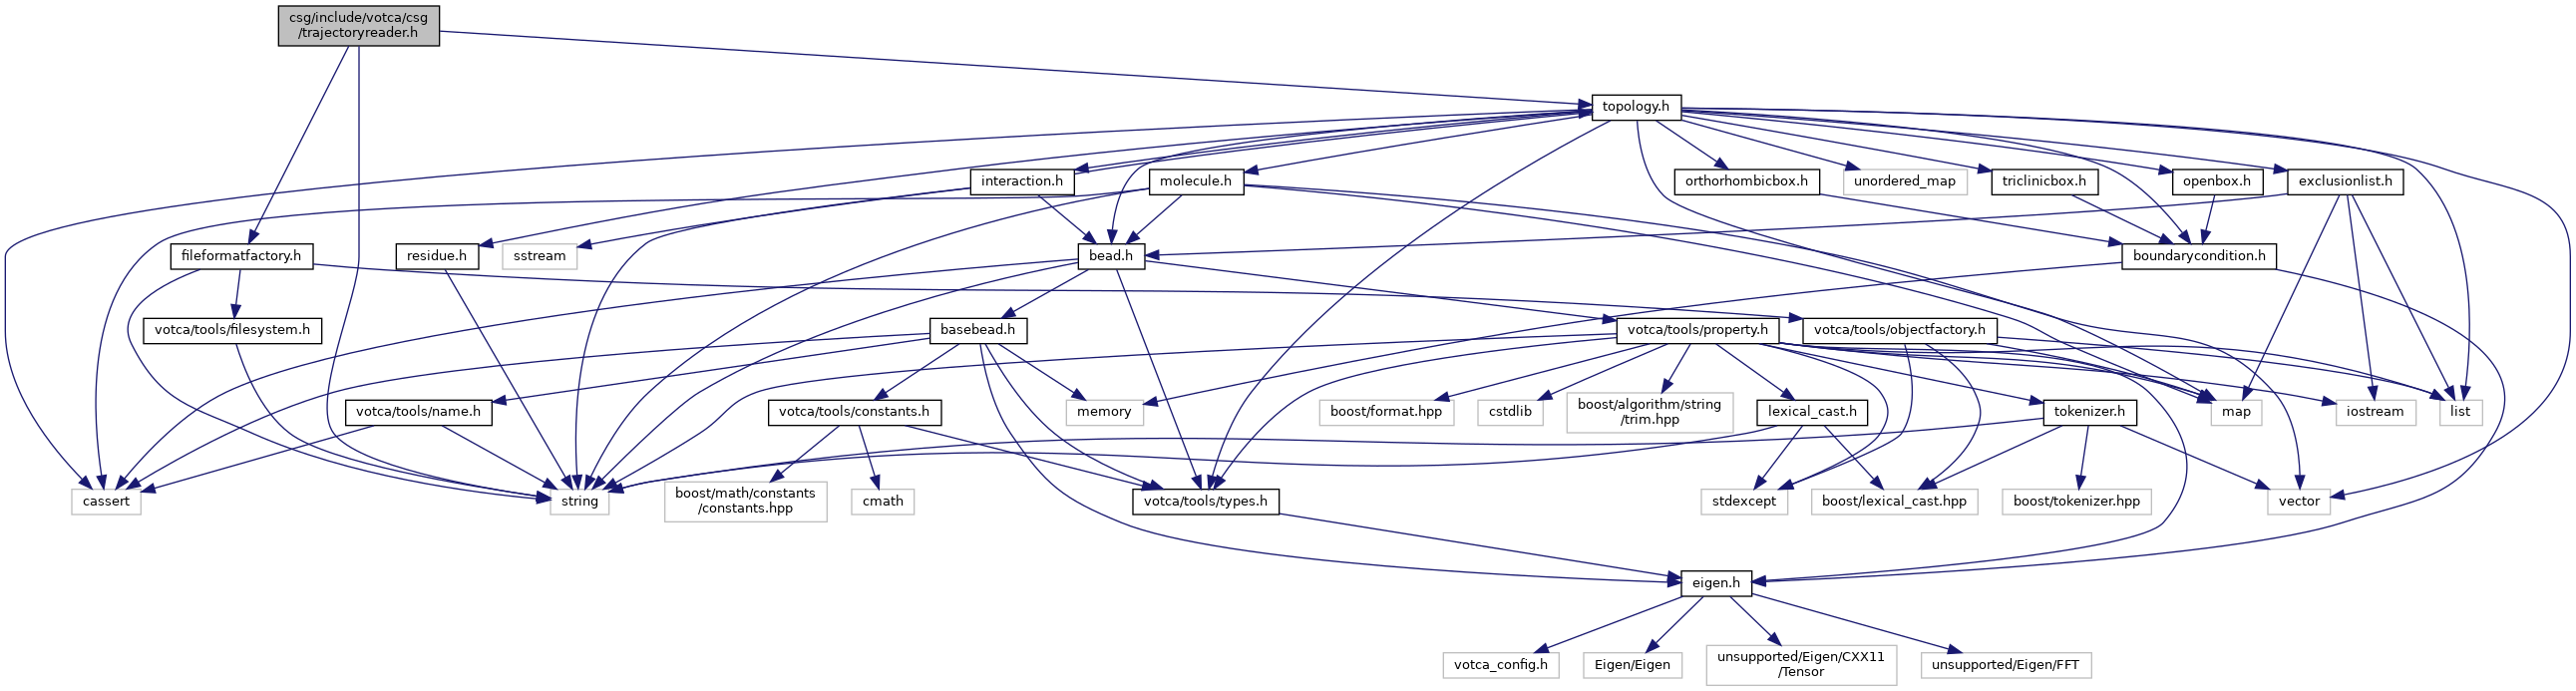 csg/include/votca/csg
/trajectoryreader.h
topology.h
interaction.h
molecule.h
orthorhombicbox.h
unordered_map
triclinicbox.h
openbox.h
exclusionlist.h
fileformatfactory.h
residue.h
sstream
bead.h
boundarycondition.h
votca/tools/filesystem.h
basebead.h
votca/tools/property.h
votca/tools/objectfactory.h
votca/tools/name.h
votca/tools/constants.h
memory
boost/format.hpp
cstdlib
boost/algorithm/string
/trim.hpp
lexical_cast.h
tokenizer.h
map
iostream
list
cassert
string
boost/math/constants
/constants.hpp
cmath
votca/tools/types.h
stdexcept
boost/lexical_cast.hpp
boost/tokenizer.hpp
vector
eigen.h
votca_config.h
Eigen/Eigen
unsupported/Eigen/CXX11
/Tensor
unsupported/Eigen/FFT